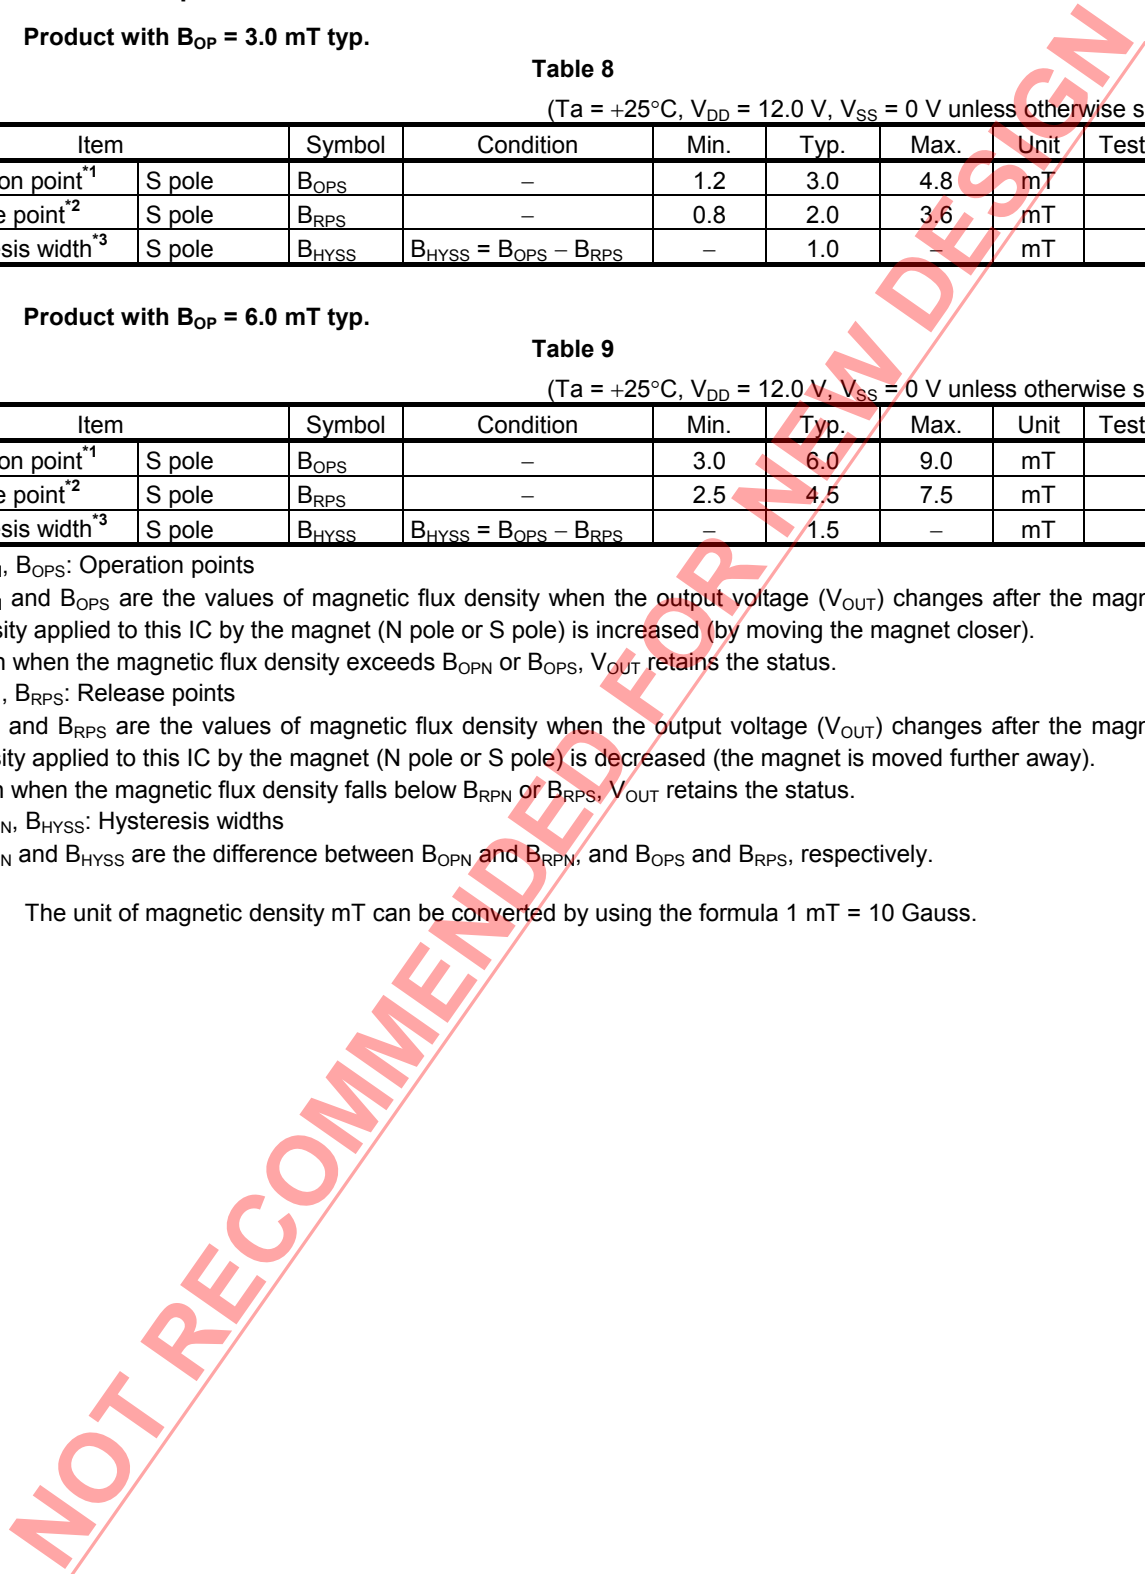 Product with BOP = 3.0 mT typ.
Table 8
(Ta = +25°C, VDD = 12.0 V, VSS = 0 V unless otherwise s
Item Symbol Condition Min. Typ. Max. Unit Test
on point*1 S pole BOPS – 1.2 3.0 4.8 mT
e point*2 S pole BRPS – 0.8 2.0 3.6 mT
sis width*3 S pole BHYSS BHYSS = BOPS – BRPS – 1.0 – mT
Product with BOP = 6.0 mT typ.
Table 9
(Ta = +25°C, VDD = 12.0 V, VSS = 0 V unless otherwise s
Item Symbol Condition Min. Typ. Max. Unit Test
on point*1 S pole BOPS – 3.0 6.0 9.0 mT
e point*2 S pole BRPS – 2.5 4.5 7.5 mT
sis width*3 S pole BHYSS BHYSS = BOPS – BRPS – 1.5 – mT
, BOPS: Operation points
and BOPS are the values of magnetic flux density when the output voltage (VOUT) changes after the magn
sity applied to this IC by the magnet (N pole or S pole) is increased (by moving the magnet closer).
n when the magnetic flux density exceeds BOPN or BOPS, VOUT retains the status.
, BRPS: Release points
and BRPS are the values of magnetic flux density when the output voltage (VOUT) changes after the magn
sity applied to this IC by the magnet (N pole or S pole) is decreased (the magnet is moved further away).
n when the magnetic flux density falls below BRPN or BRPS, VOUT retains the status.
N, BHYSS: Hysteresis widths
N and BHYSS are the difference between BOPN and BRPN, and BOPS and BRPS, respectively.
The unit of magnetic density mT can be converted by using the formula 1 mT = 10 Gauss.
NOT RECOMMENDED FOR NEW DESIGN